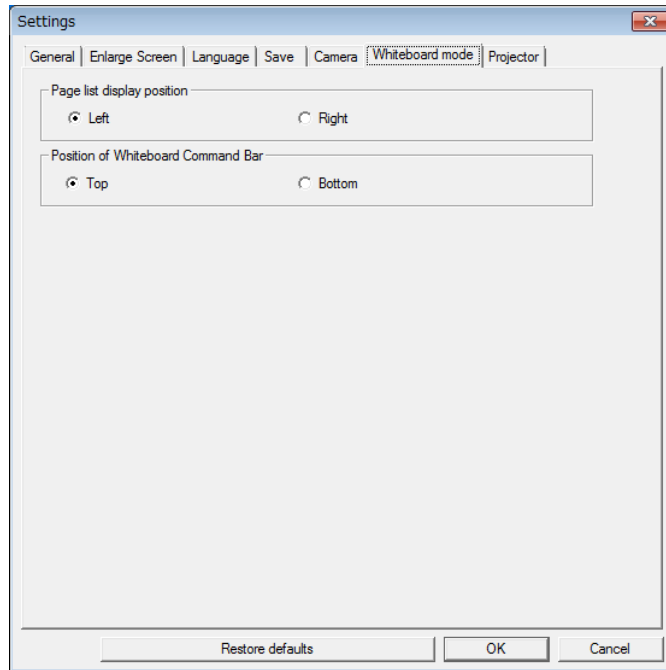 Settings
General Enlarge Screen Language Save Camera Whiteboard mode Projector
Page list display position
Left Right
Position of Whiteboard Command Bar
Top Bottom
Restore defaults OK Cancel